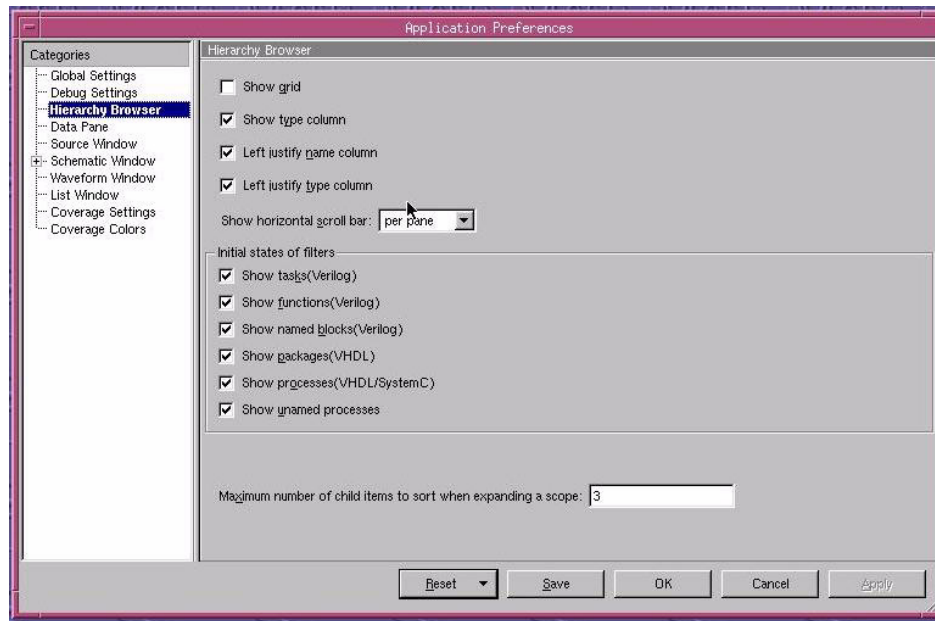 Application Preferences
Categories
Global Settings
Debug Settings
Hierarchy Browser
Data Pane
Source Window
Schematic Window
Waveform Window
List Window
Coverage Settings
Coverage Colors
Hierarchy Browser
Show grid
Show type column
Left justify name column
Left justify type column
Show horizontal scroll bar: per pane
Initial states of filters
Show tasks(Verilog)
Show functions(Verilog)
Show named blocks(Verilog)
Show packages(VHDL)
Show processes(VHDL/SystemC)
Show unamed processes
Maximum number of child items to sort when expanding a scope: 3
Reset Save OK Cancel Apply